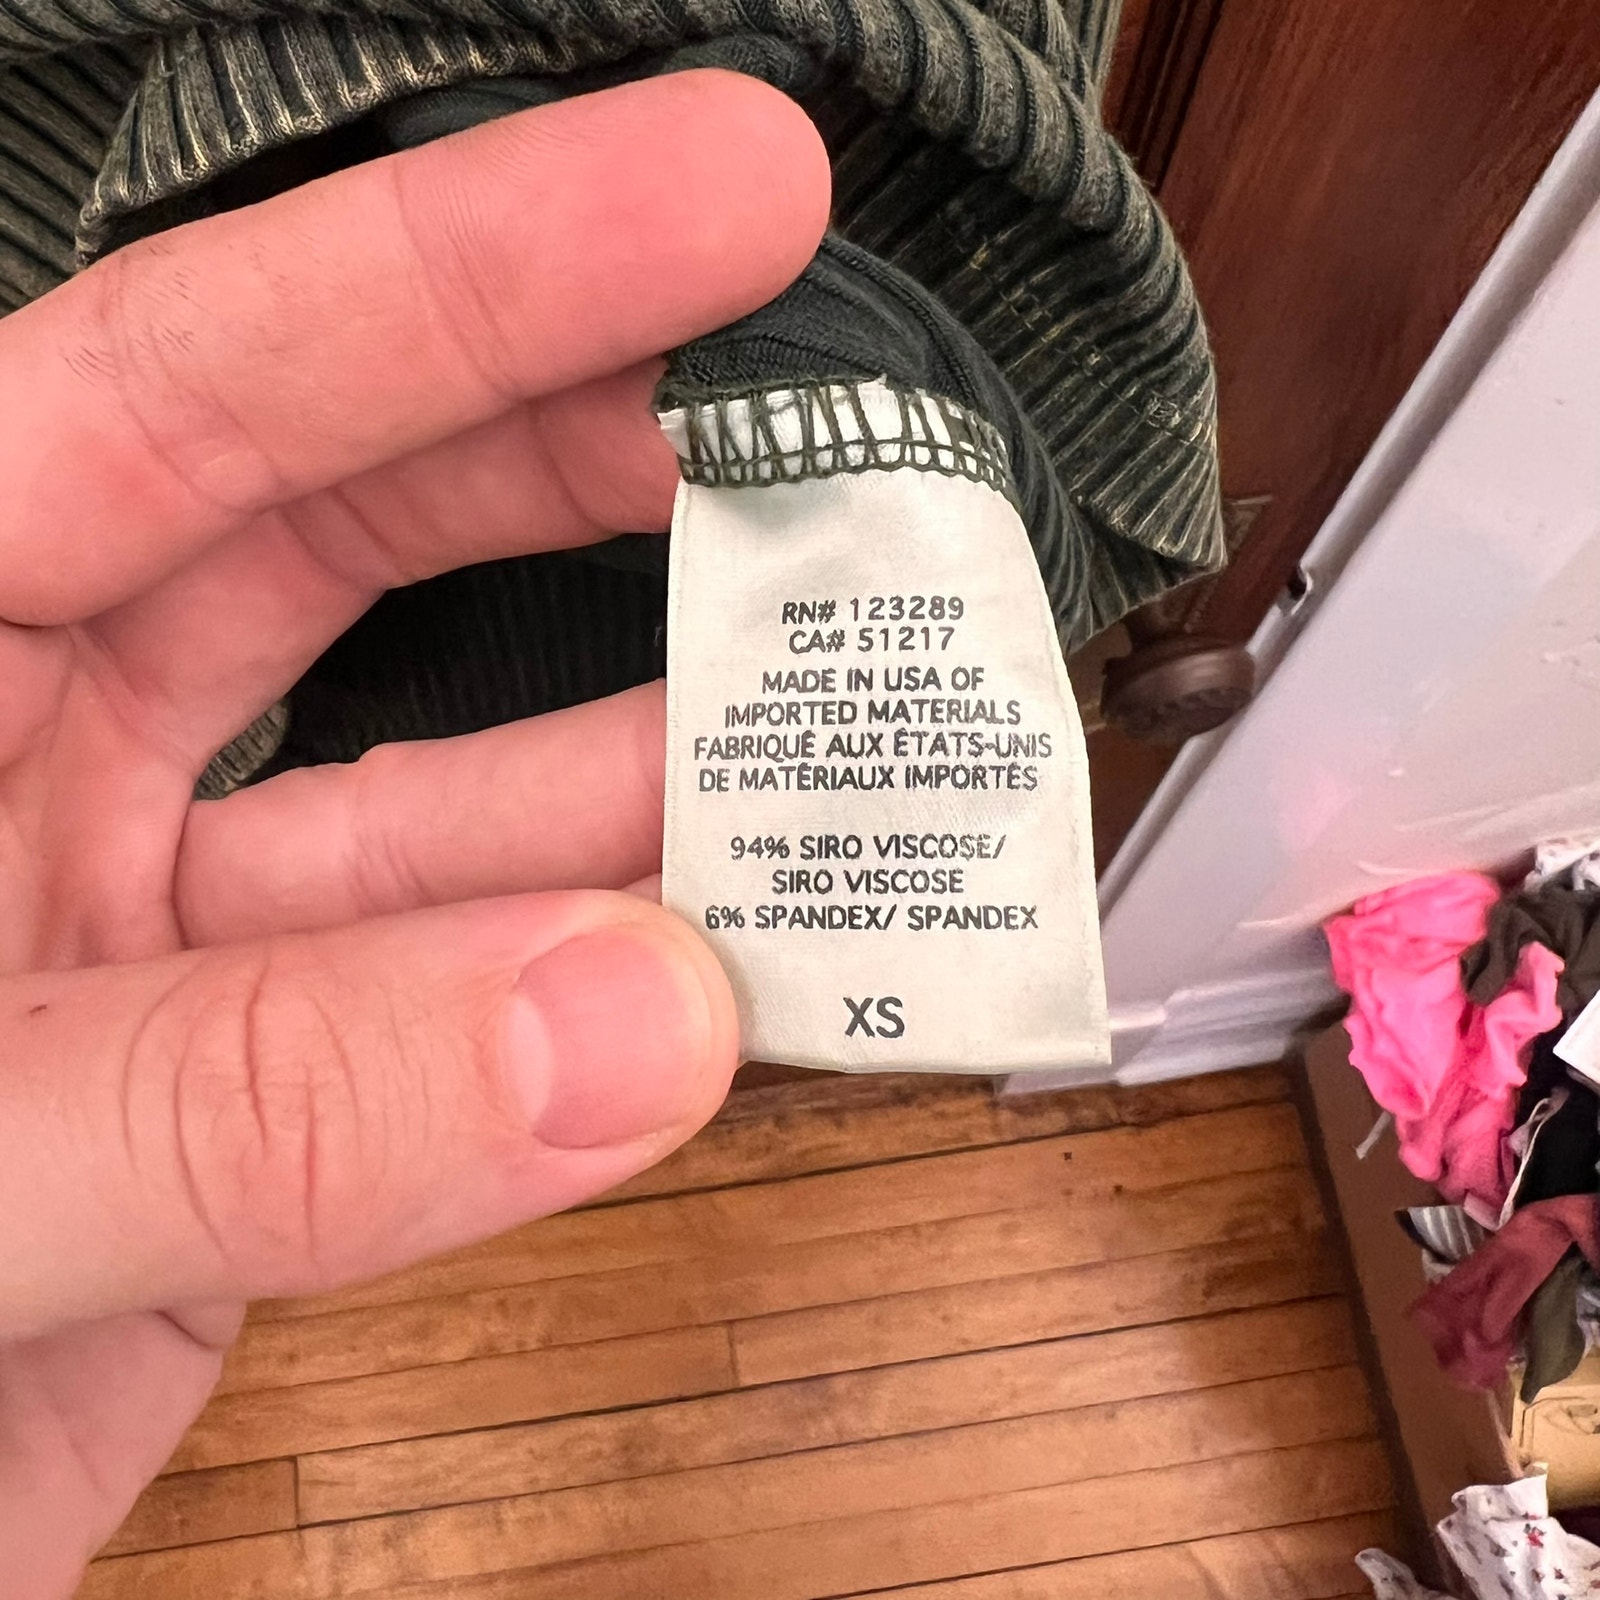 RN# 123289
CA# 51217
MADE IN USA OF
IMPORTED MATERIALS
FABRIQUÉ AUX ÉTATS-UNIS
DE MATÉRIAUX IMPORTÉS
94% SIRO VISCOSE/
SIRO VISCOSE
6% SPANDEX/ SPANDEX
XS